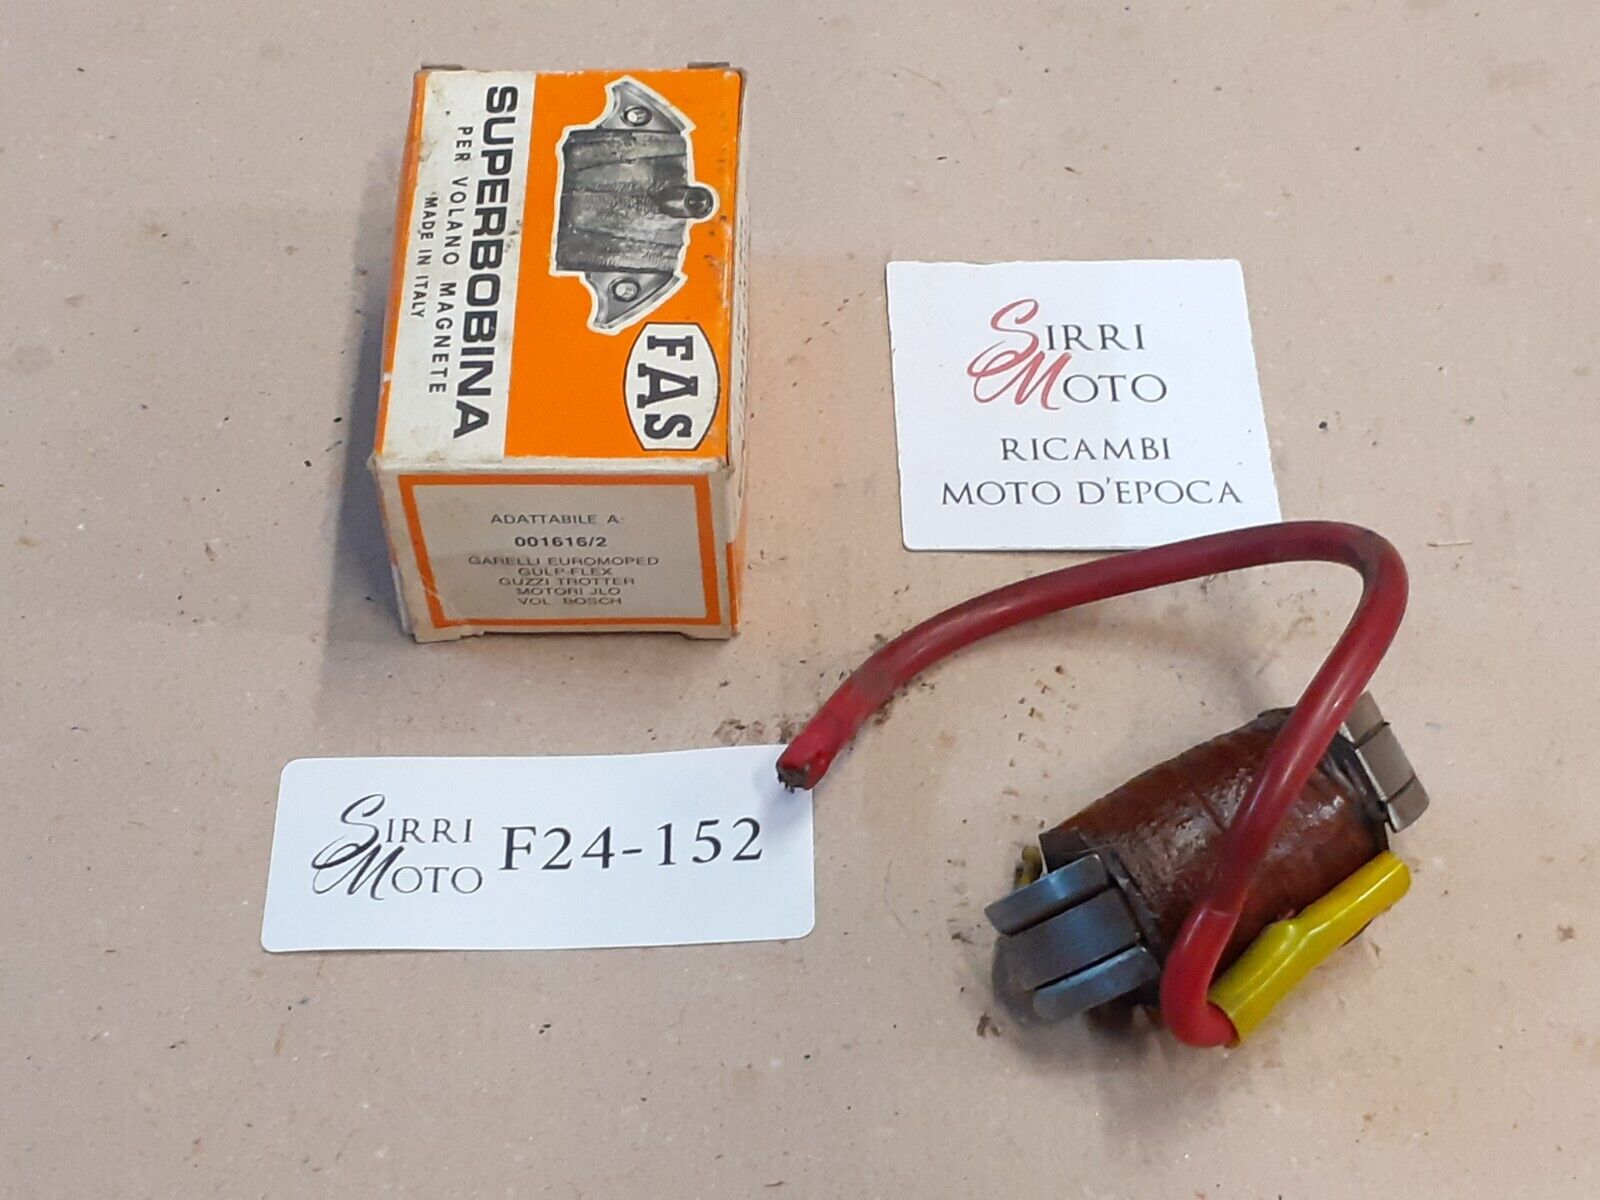 SUPERBOBINA
PER VOLANO MAGNETE
MADE IN ITALY
FAS
ADATTABILE A:
001616/2
GARELLI EUROMOPED
GULP-FLEX
GUZZI TROTTER
MOTORI JLO
VOL. BOSCH
SIRRI
MOTO
RICAMBI
MOTO D'EPOCA
SIRRI
MOTO
F24-152